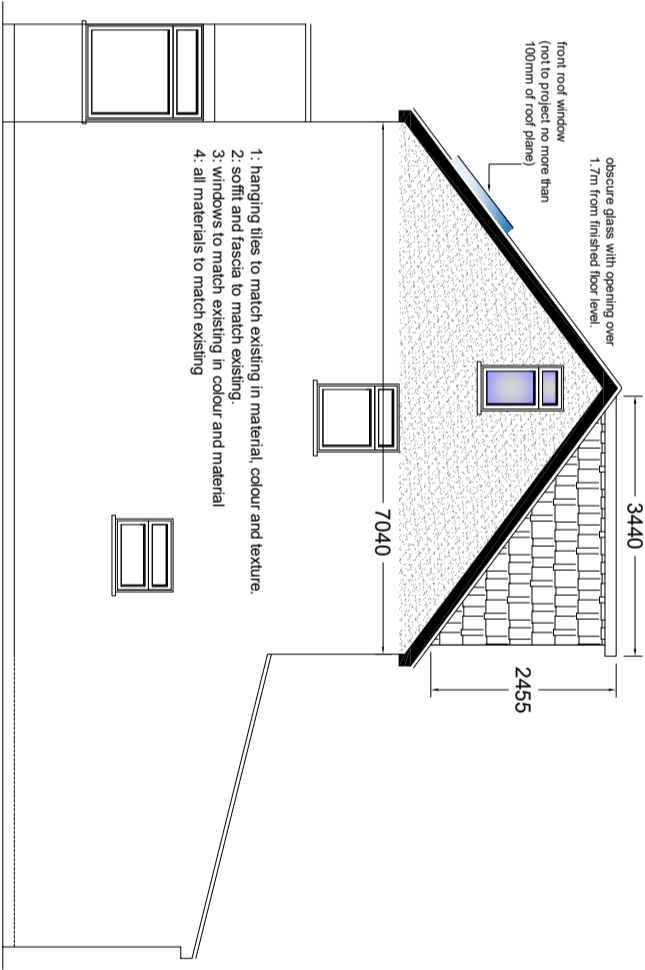 obscure glass with opening over
1.7m from finished floor level.
front roof window
(not to project no more than
100mm of roof plane)
3440
2455
7040
1: hanging tiles to match existing in material, colour and texture.
2: soffit and fascia to match existing.
3: windows to match existing in colour and material
4: all materials to match existing